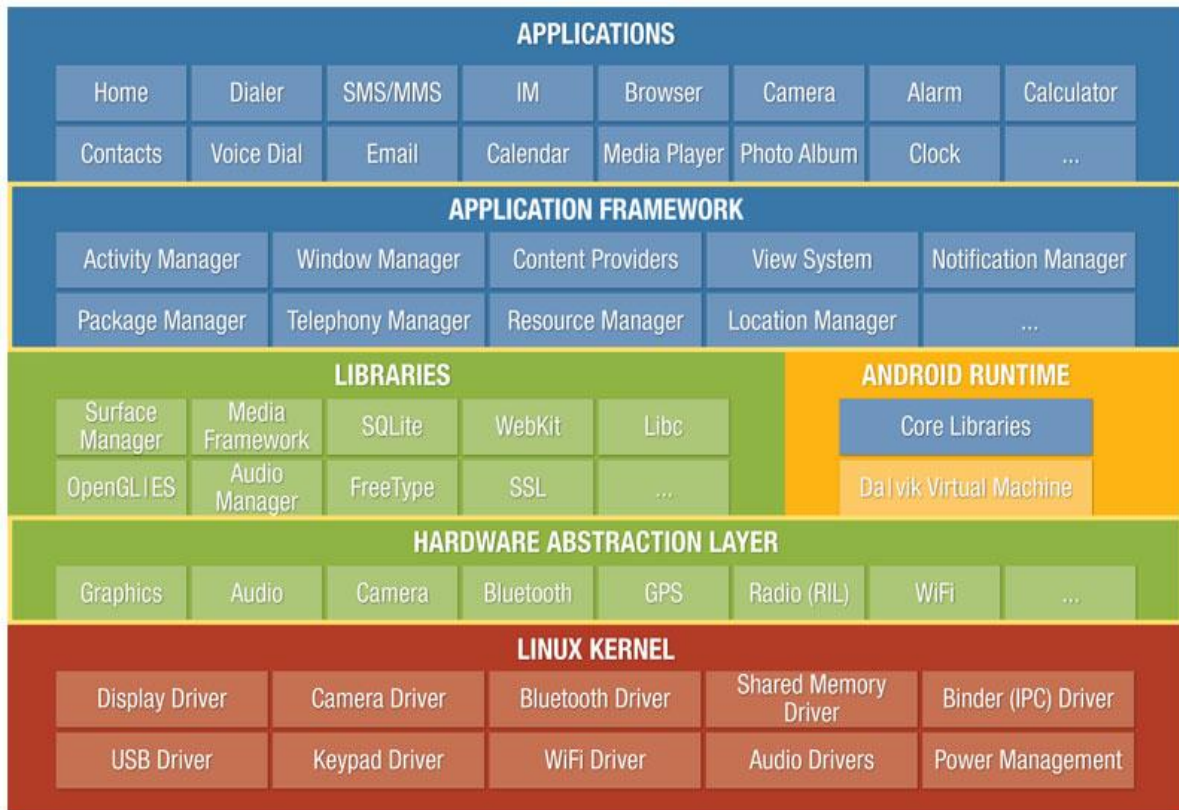 APPLICATIONS
Home Dialer SMS/MMS IM Browser Camera Alarm Calculator
Contacts Voice Dial Email Calendar Media Player Photo Album Clock ...
APPLICATION FRAMEWORK
Activity Manager Window Manager Content Providers View System Notification Manager
Package Manager Telephony Manager Resource Manager Location Manager ...
LIBRARIES
Surface
Manager
Media
Framework
SQLite WebKit Libc
OpenGL|ES
Audio
Manager
FreeType SSL ...
ANDROID RUNTIME
Core Libraries
Da|vik Virtual Machine
HARDWARE ABSTRACTION LAYER
Graphics Audio Camera Bluetooth GPS Radio (RIL) WiFi ...
LINUX KERNEL
Display Driver Camera Driver Bluetooth Driver
Shared Memory
Driver
Binder (IPC) Driver
USB Driver Keypad Driver WiFi Driver Audio Drivers Power Management